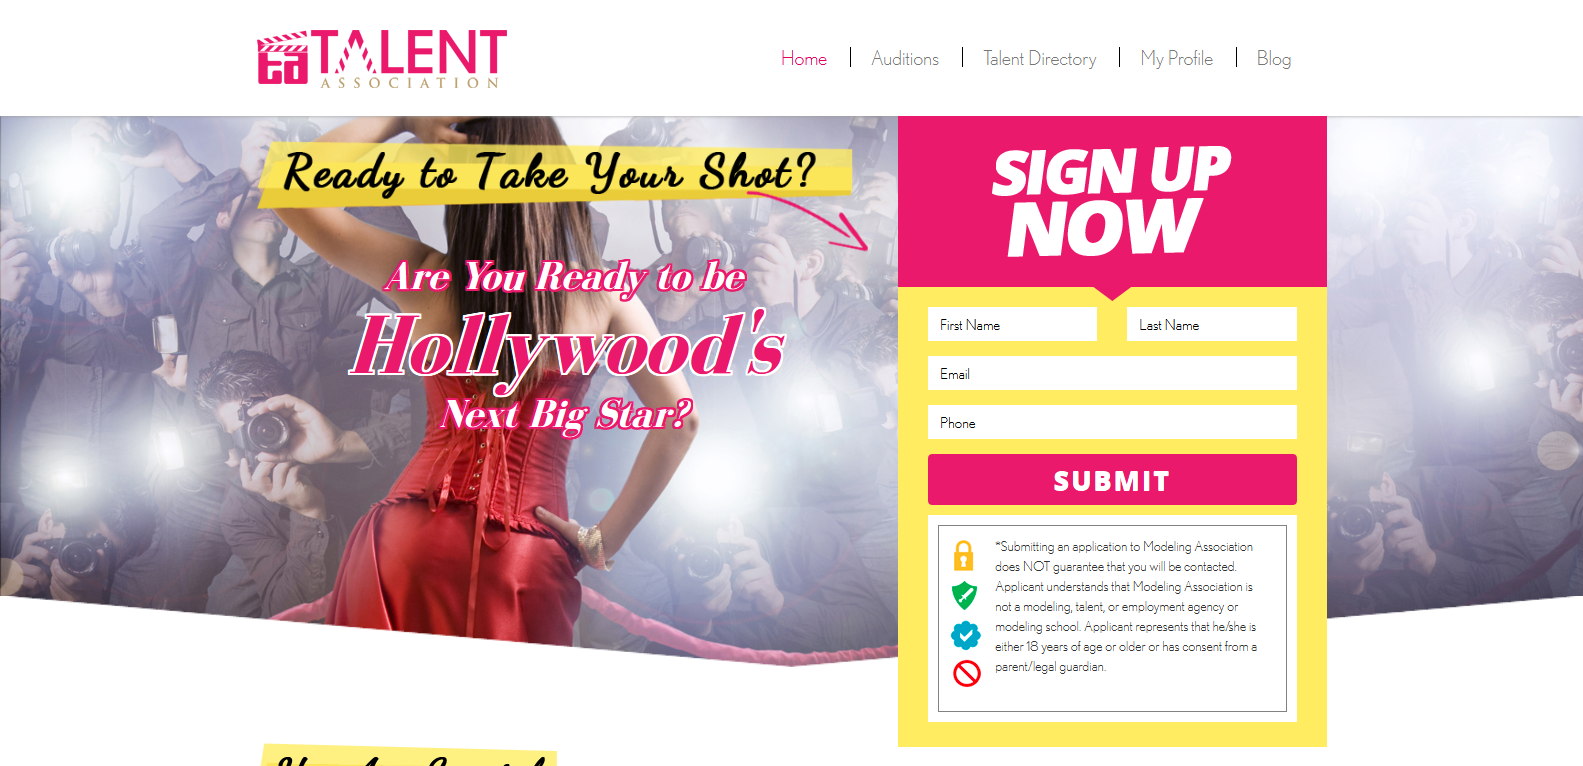 ta TALENT
ASSOCIATION
Home
Auditions
Talent Directory
My Profile
Blog
Ready to Take Your Shot?
Are You Ready to be
Hollywood's
Next Big Star?
SIGN UP
NOW
First Name
Last Name
Email
Phone
SUBMIT
*Submitting an application to Modeling Association
does NOT guarantee that you will be contacted.
Applicant understands that Modeling Association is
not a modeling, talent, or employment agency or
modeling school. Applicant represents that he/she is
either 18 years of age or older or has consent from a
parent/legal guardian.